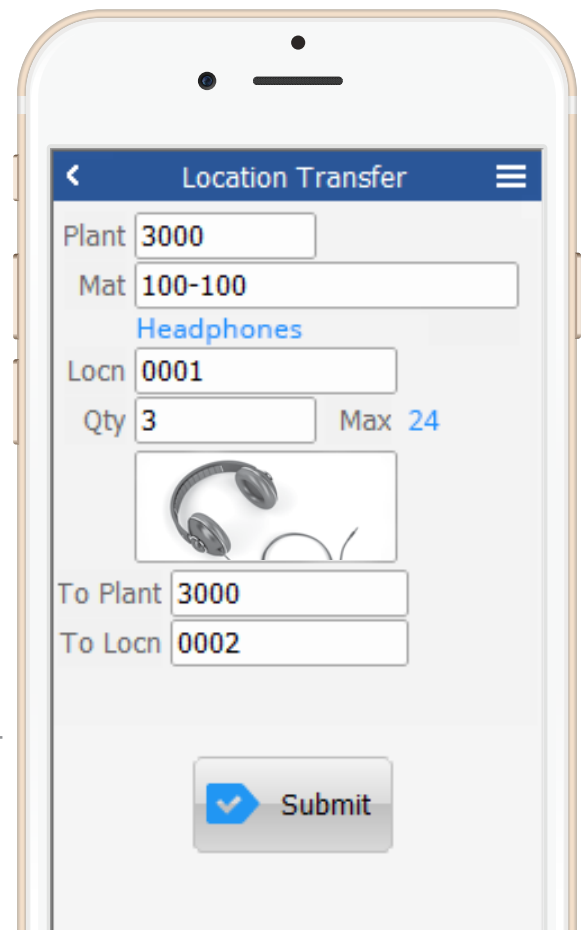 Location Transfer
Plant 3000
Mat 100-100
Headphones
Locn 0001
Qty 3 Max 24
To Plant 3000
To Locn 0002
Submit